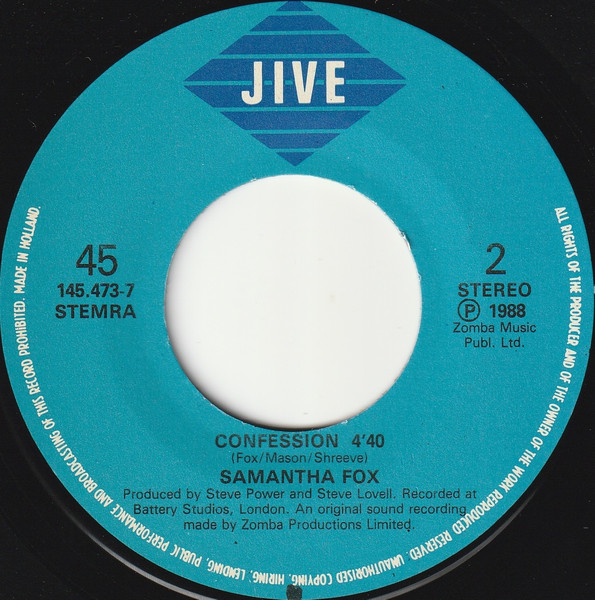 JIVE
45
145.473-7
STEMRA
2
STEREO
Ⓟ 1988
Zomba Music
Publ. Ltd.
CONFESSION 4'40
(Fox/Mason/Shreeve)
SAMANTHA FOX
Produced by Steve Power and Steve Lovell. Recorded at
Battery Studios, London. An original sound recording
made by Zomba Productions Limited.
ALL RIGHTS OF THE PRODUCER AND OF THE OWNER OF THE WORK REPRODUCED RESERVED. UNAUTHORISED COPYING, HIRING, LENDING, PUBLIC PERFORMANCE AND BROADCASTING OF THIS RECORD PROHIBITED. MADE IN HOLLAND.